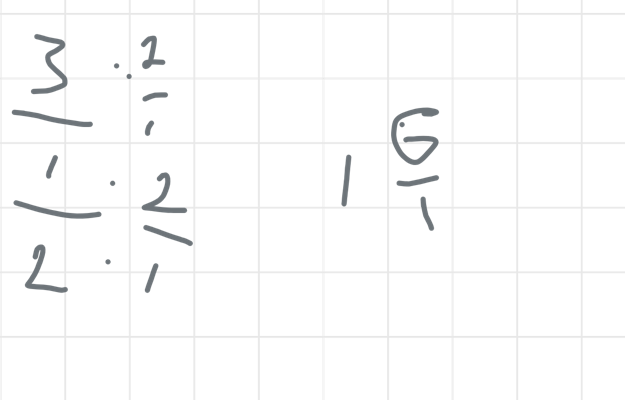 3 · 2
— · —
1 · 1
— · 2
2 · —
1
1 6
—
1